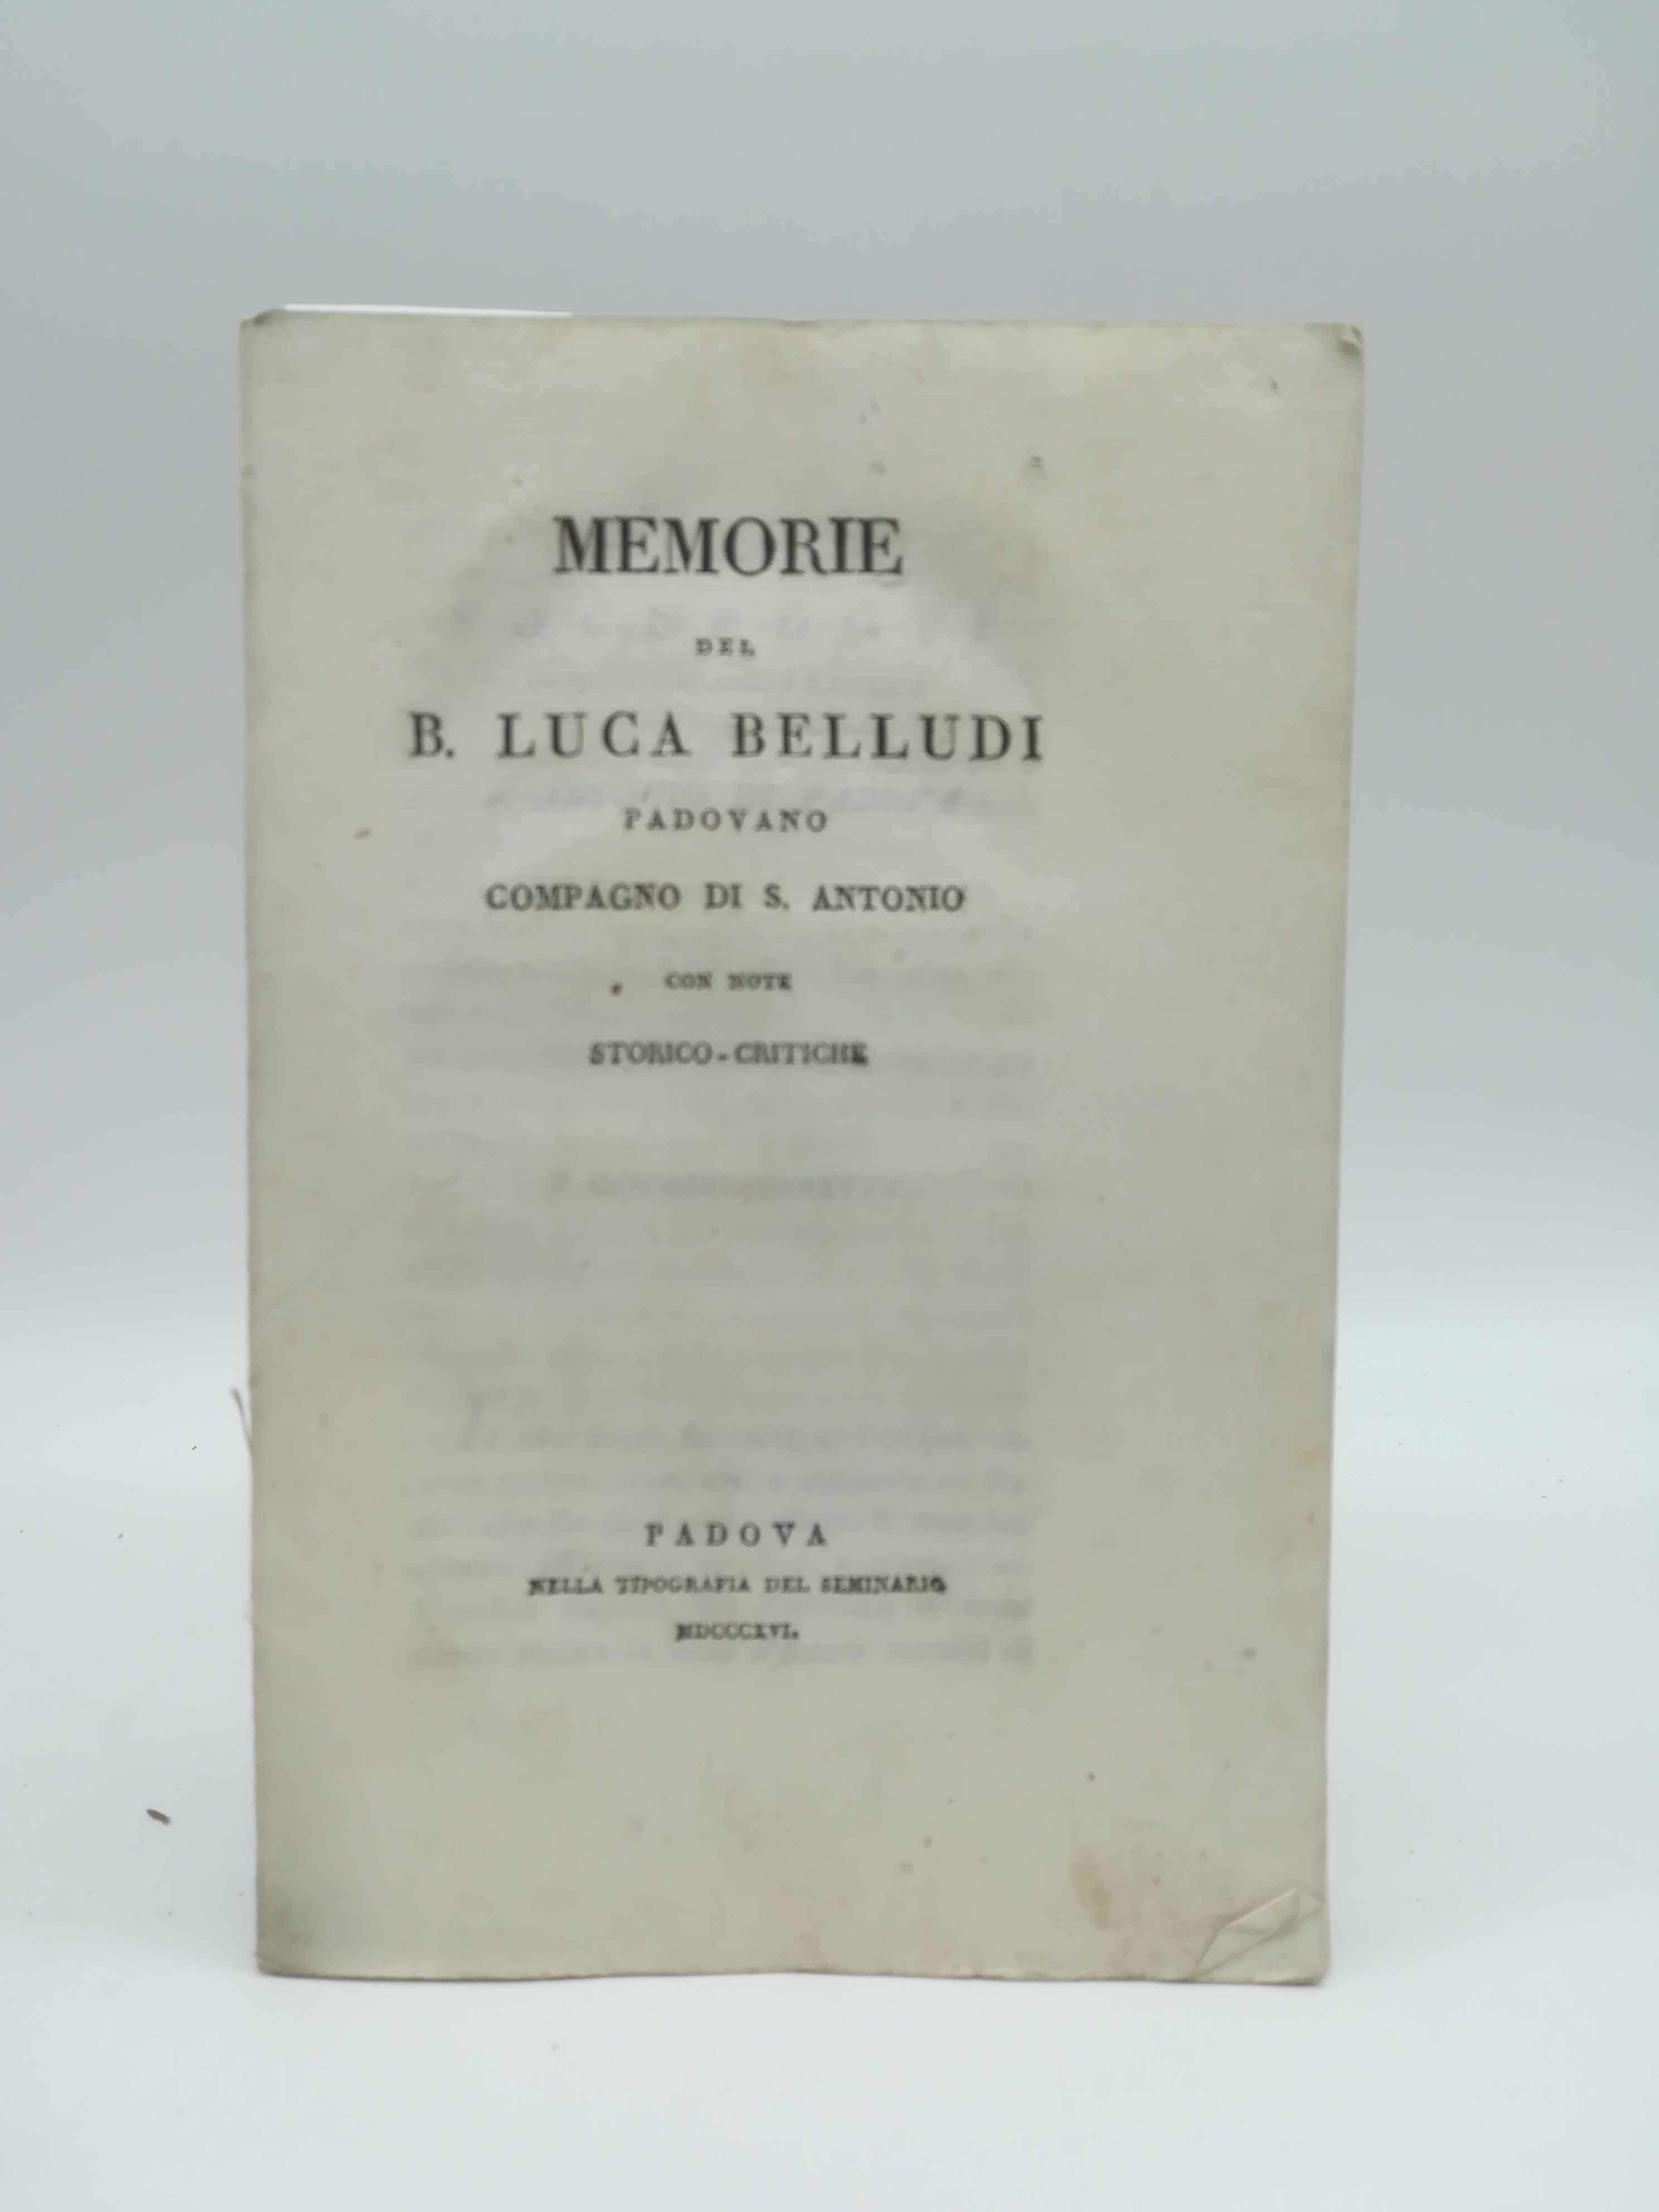 MEMORIE
DEL
B. LUCA BELLUDI
PADOVANO
COMPAGNO DI S. ANTONIO
CON NOTE
STORICO-CRITICHE
PADOVA
NELLA TIPOGRAFIA DEL SEMINARIO
MDCCCXVI.